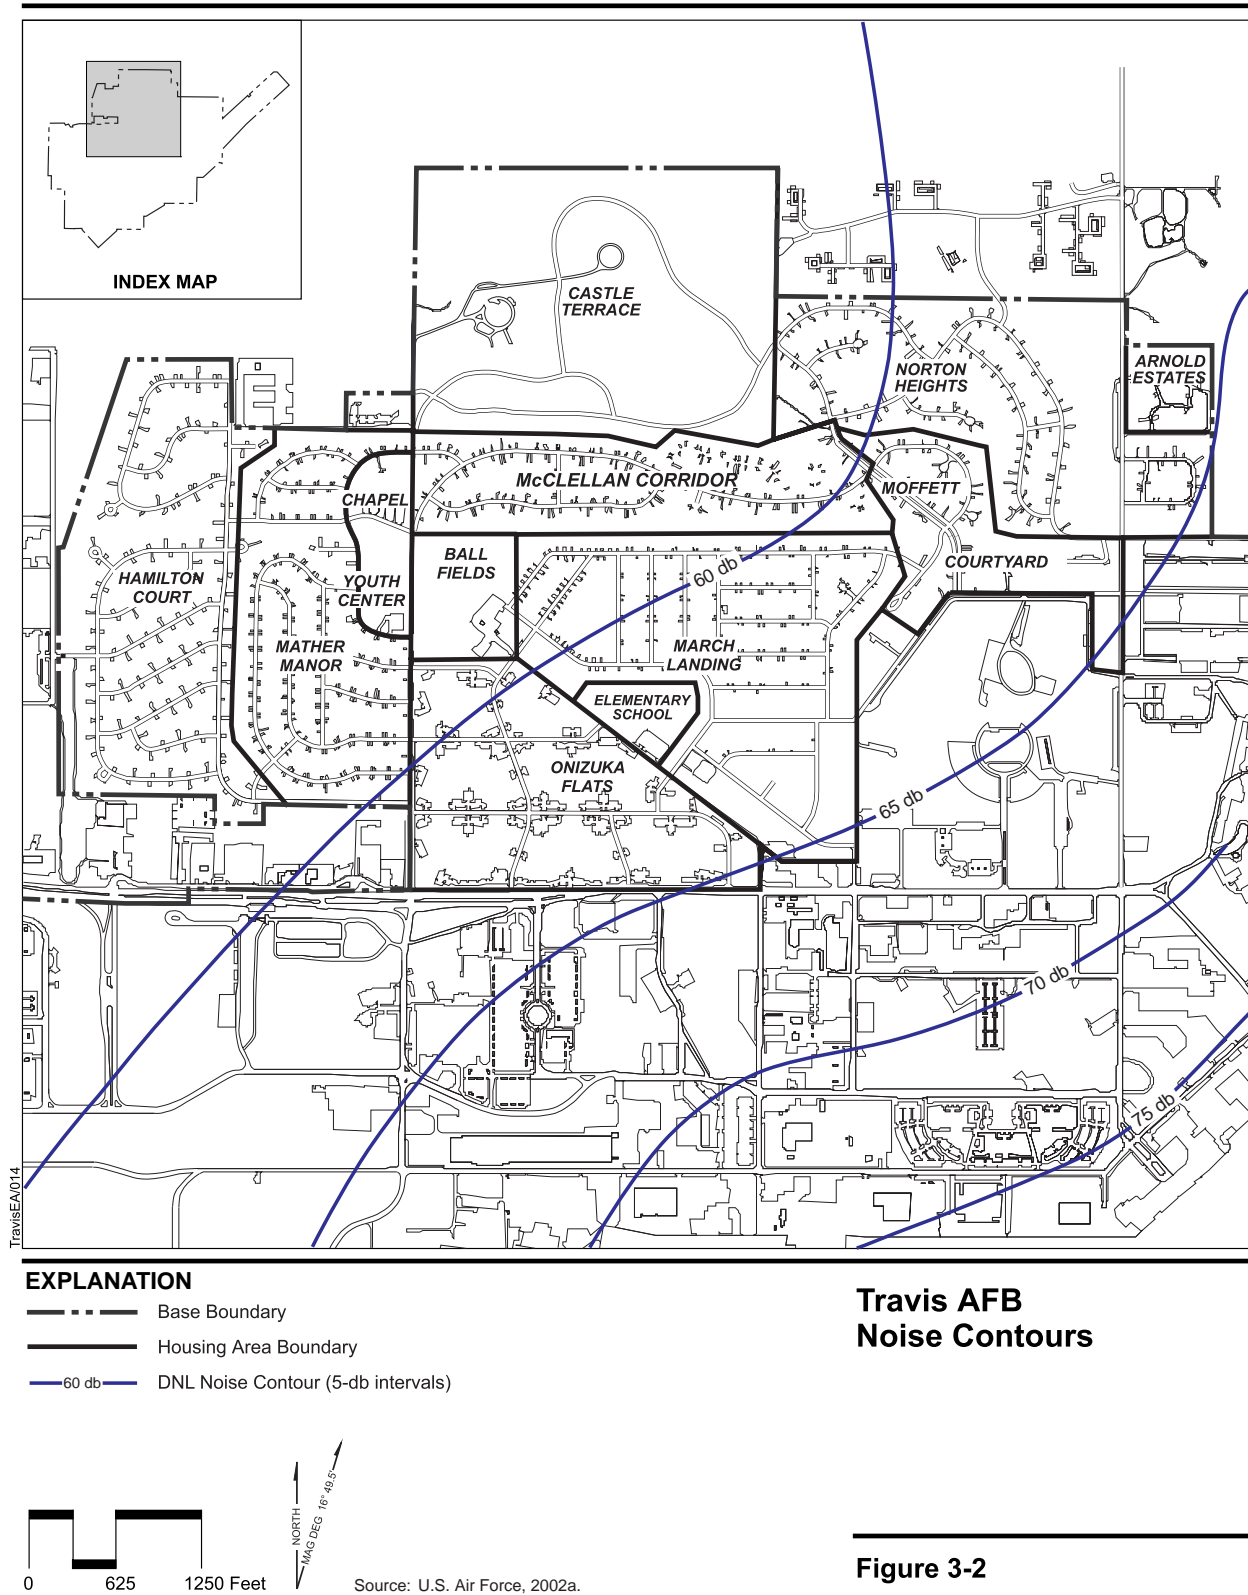 INDEX MAP
CASTLE
TERRACE
NORTON
HEIGHTS
ARNOLD
ESTATES
McCLELLAN CORRIDOR
CHAPEL
MOFFETT
BALL
FIELDS
COURTYARD
HAMILTON
COURT
YOUTH
CENTER
60 db
MATHER
MANOR
MARCH
LANDING
ELEMENTARY
SCHOOL
ONIZUKA
FLATS
65 db
70 db
75 db
TravisEA/014
EXPLANATION
Base Boundary
Housing Area Boundary
60 db
DNL Noise Contour (5-db intervals)
Travis AFB
Noise Contours
NORTH
MAG DEG 16° 49.5'
0 625 1250 Feet
Source: U.S. Air Force, 2002a.
Figure 3-2